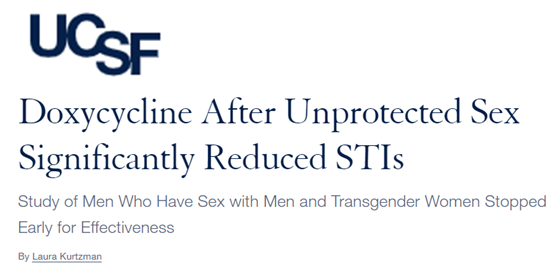 UCSF
Doxycycline After Unprotected Sex
Significantly Reduced STIs
Study of Men Who Have Sex with Men and Transgender Women Stopped
Early for Effectiveness
By Laura Kurtzman